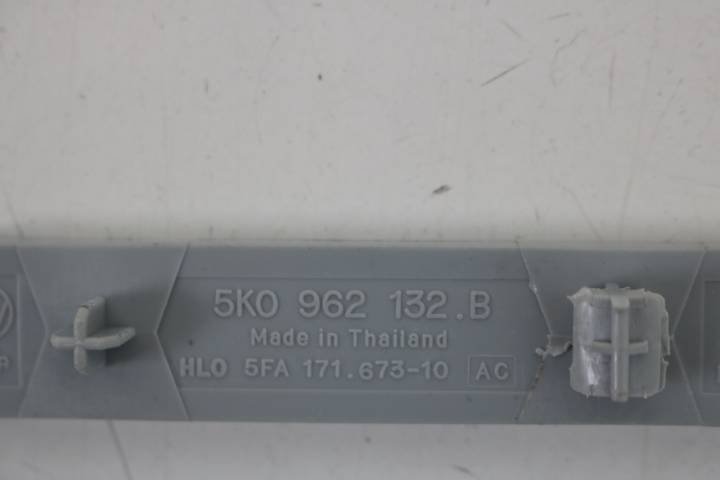 5K0 962 132.B
Made in Thailand
HLO 5FA 171.673-10 AC